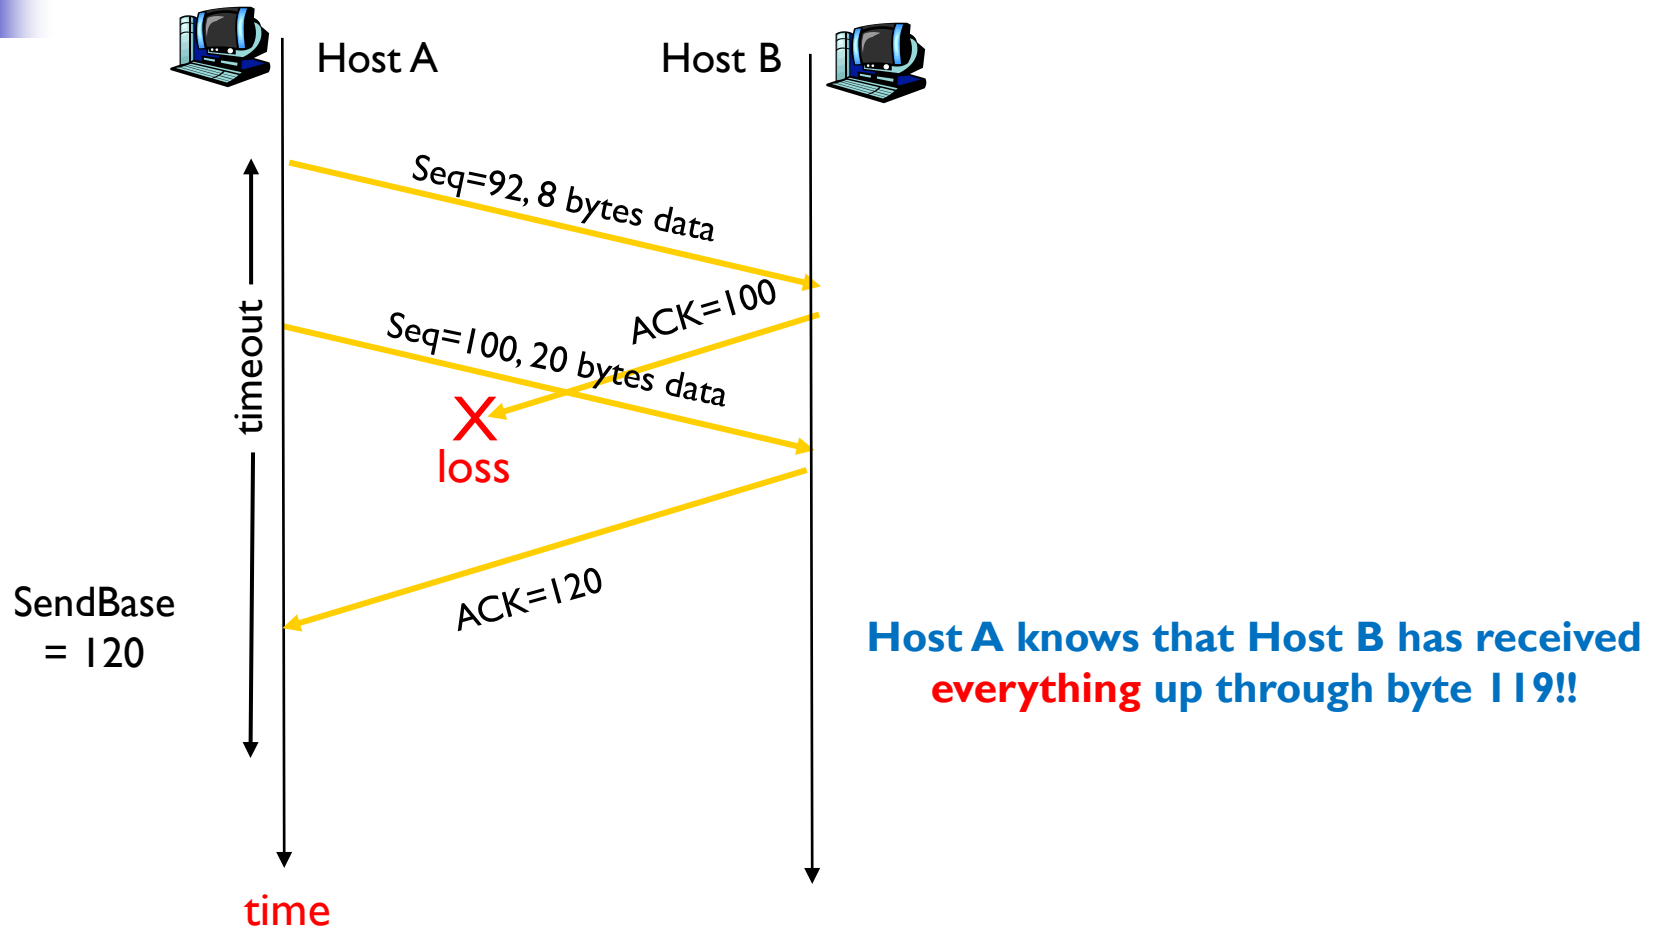 Host A
Host B
Seq=92, 8 bytes data
ACK=100
timeout
Seq=100, 20 bytes data
X
loss
ACK=120
SendBase
= 120
Host A knows that Host B has received
everything up through byte 119!!
time